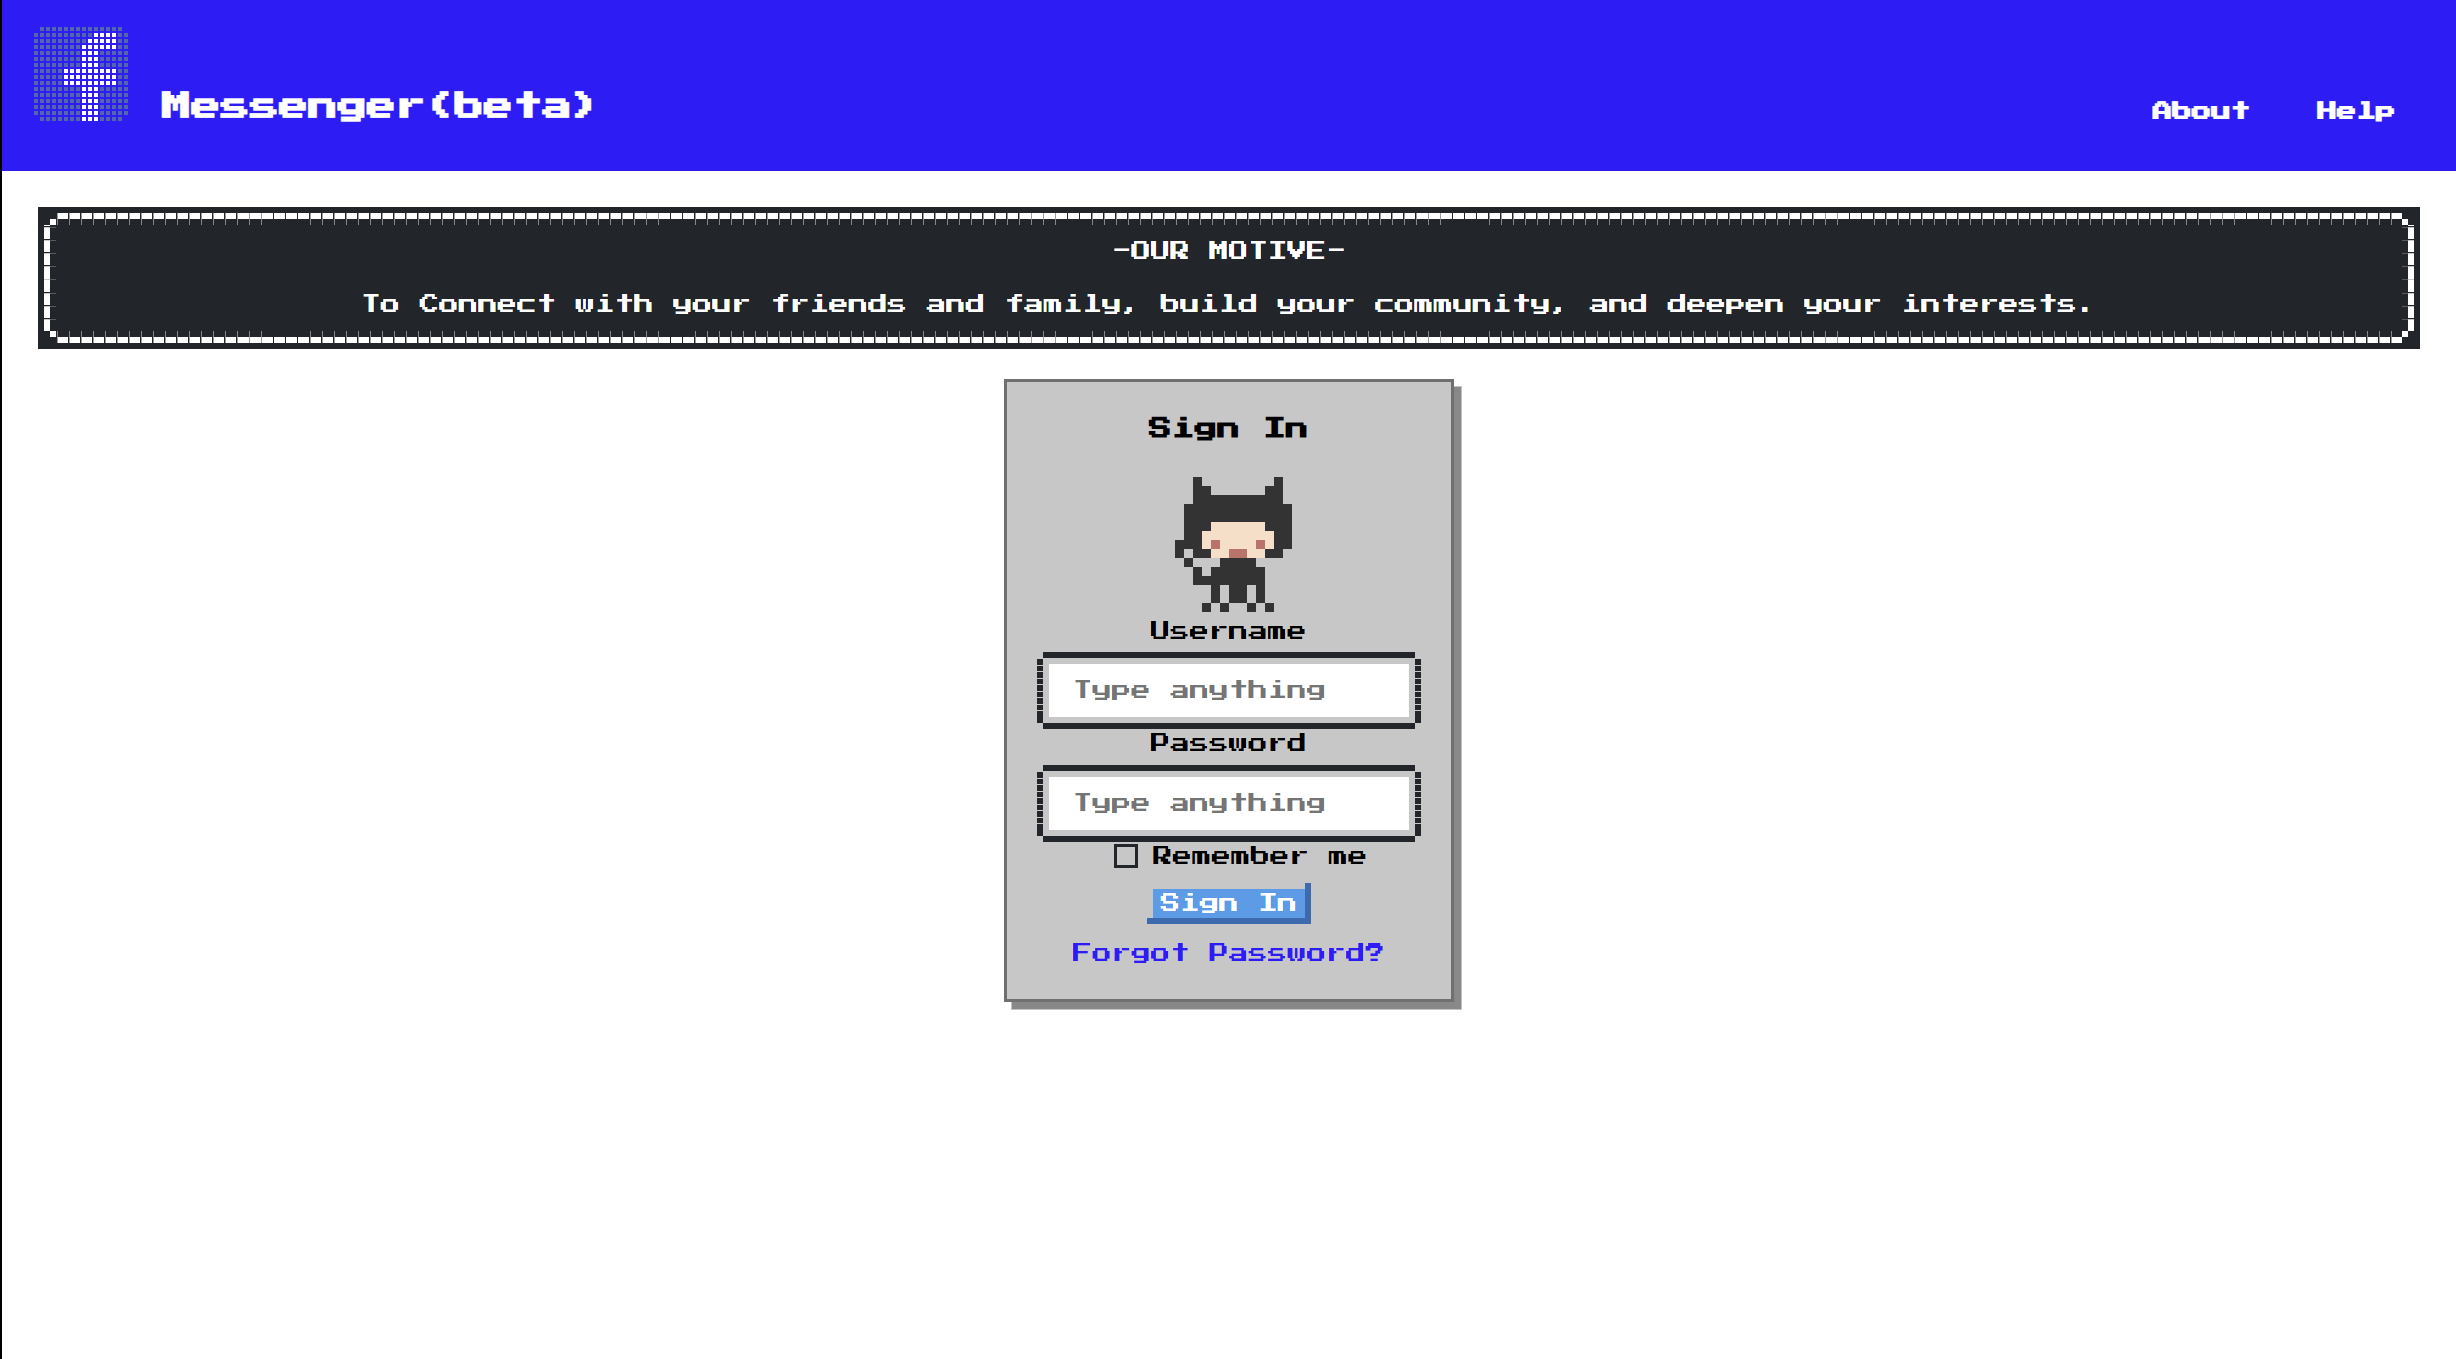 f
Messenger(beta)
About
Help
-OUR MOTIVE-
To Connect with your friends and family, build your community, and deepen your interests.
Sign In
Username
Type anything
Password
Type anything
Remember me
Sign In
Forgot Password?